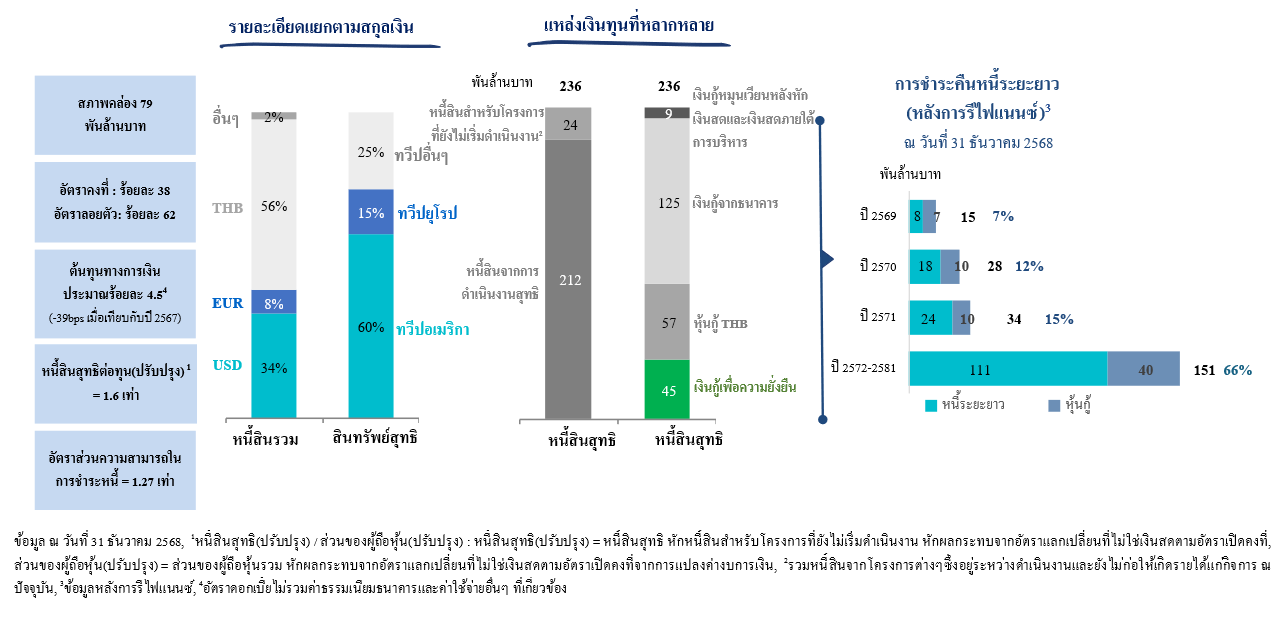 รายละเอียดแยกตามสกุลเงิน
แหล่งเงินทุนที่หลากหลาย
สภาพคล่อง 79
พันล้านบาท
อัตราคงที่ : ร้อยละ 38
อัตราลอยตัว: ร้อยละ 62
ต้นทุนทางการเงิน
ประมาณร้อยละ 4.5⁴
(-39bps เมื่อเทียบกับปี 2567)
หนี้สินสุทธิต่อทุน(ปรับปรุง) ¹
= 1.6 เท่า
อัตราส่วนความสามารถใน
การชำระหนี้ = 1.27 เท่า
อื่นๆ
2%
THB
56%
EUR
8%
USD
34%
หนี้สินรวม
25%
ทวีปอื่นๆ
15%
ทวีปยุโรป
60%
ทวีปอเมริกา
สินทรัพย์สุทธิ
พันล้านบาท
236
หนี้สินสำหรับโครงการ
ที่ยังไม่เริ่มดำเนินงาน²
24
หนี้สินจากการ
ดำเนินงานสุทธิ
212
หนี้สินสุทธิ
236
9
เงินกู้หมุนเวียนหลังหัก
เงินสดและเงินสดภายใต้
การบริหาร
125
เงินกู้จากธนาคาร
57
หุ้นกู้ THB
45
เงินกู้เพื่อความยั่งยืน
หนี้สินสุทธิ
การชำระคืนหนี้ระยะยาว
(หลังการรีไฟแนนซ์)³
ณ วันที่ 31 ธันวาคม 2568
พันล้านบาท
ปี 2569 8 7 15 7%
ปี 2570 18 10 28 12%
ปี 2571 24 10 34 15%
ปี 2572-2581 111 40 151 66%
หนี้ระยะยาว หุ้นกู้
ข้อมูล ณ วันที่ 31 ธันวาคม 2568, ¹หนี้สินสุทธิ(ปรับปรุง) / ส่วนของผู้ถือหุ้น(ปรับปรุง) : หนี้สินสุทธิ(ปรับปรุง) = หนี้สินสุทธิ หักหนี้สินสำหรับโครงการที่ยังไม่เริ่มดำเนินงาน หักผลกระทบจากอัตราแลกเปลี่ยนที่ไม่ใช่เงินสดตามอัตราเปิดคงที่,
ส่วนของผู้ถือหุ้น(ปรับปรุง) = ส่วนของผู้ถือหุ้นรวม หักผลกระทบจากอัตราแลกเปลี่ยนที่ไม่ใช่เงินสดตามอัตราเปิดคงที่จากการแปลงค่างบการเงิน, ²รวมหนี้สินจากโครงการต่างๆซึ่งอยู่ระหว่างดำเนินงานและยังไม่ก่อให้เกิดรายได้แก่กิจการ ณ
ปัจจุบัน, ³ข้อมูลหลังการรีไฟแนนซ์, ⁴อัตราดอกเบี้ยไม่รวมค่าธรรมเนียมธนาคารและค่าใช้จ่ายอื่นๆ ที่เกี่ยวข้อง